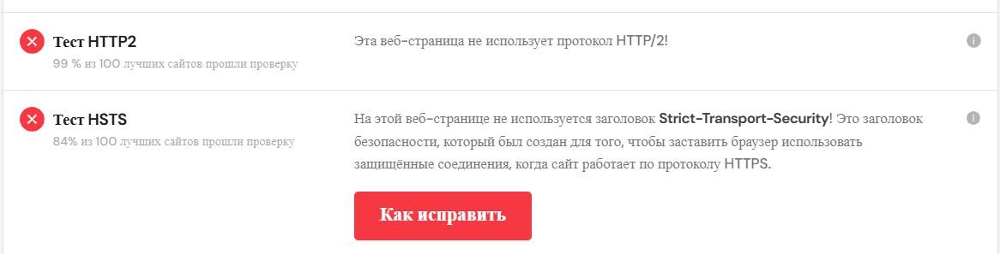 Тест HTTP2
Эта веб-страница не использует протокол HTTP/2!
99 % из 100 лучших сайтов прошли проверку
Тест HSTS
На этой веб-странице не используется заголовок Strict-Transport-Security! Это заголовок
84% из 100 лучших сайтов прошли проверку
безопасности, который был создан для того, чтобы заставить браузер использовать
защищённые соединения, когда сайт работает по протоколу HTTPS.
Как исправить